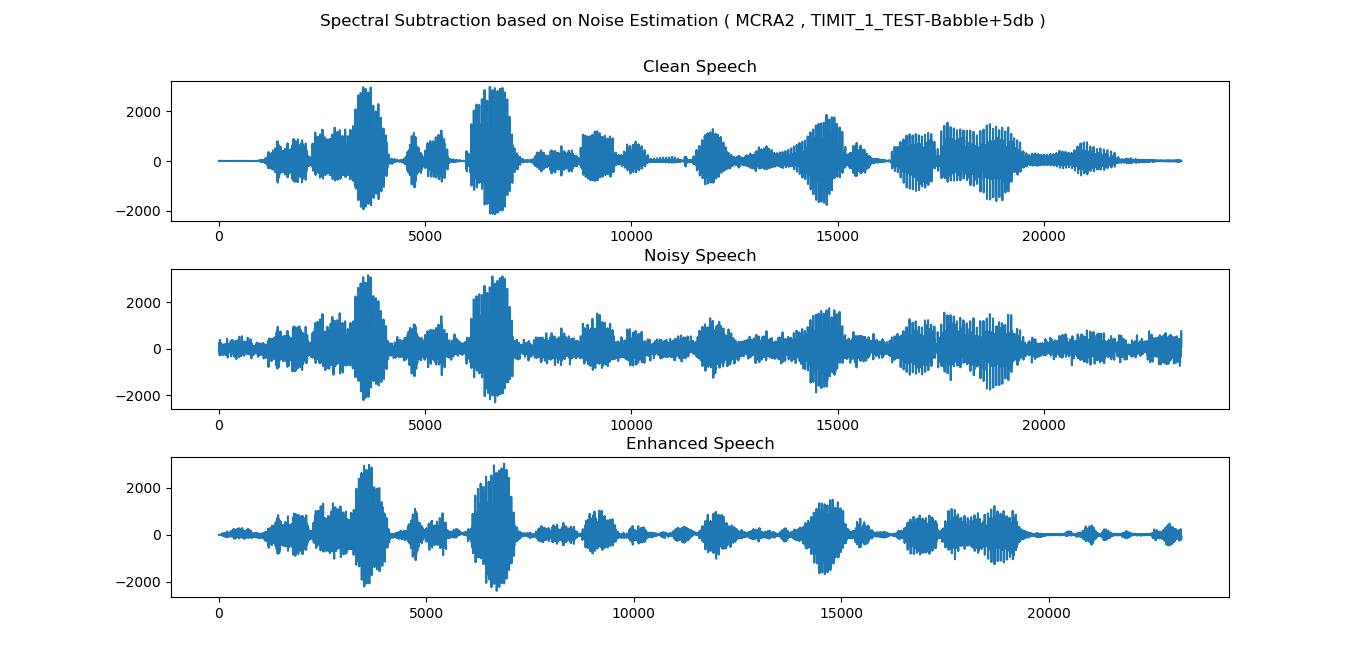 Spectral Subtraction based on Noise Estimation ( MCRA2 , TIMIT_1_TEST-Babble+5db )
Clean Speech
2000
0
−2000
0 5000 10000 15000 20000
Noisy Speech
2000
0
−2000
0 5000 10000 15000 20000
Enhanced Speech
2000
0
−2000
0 5000 10000 15000 20000